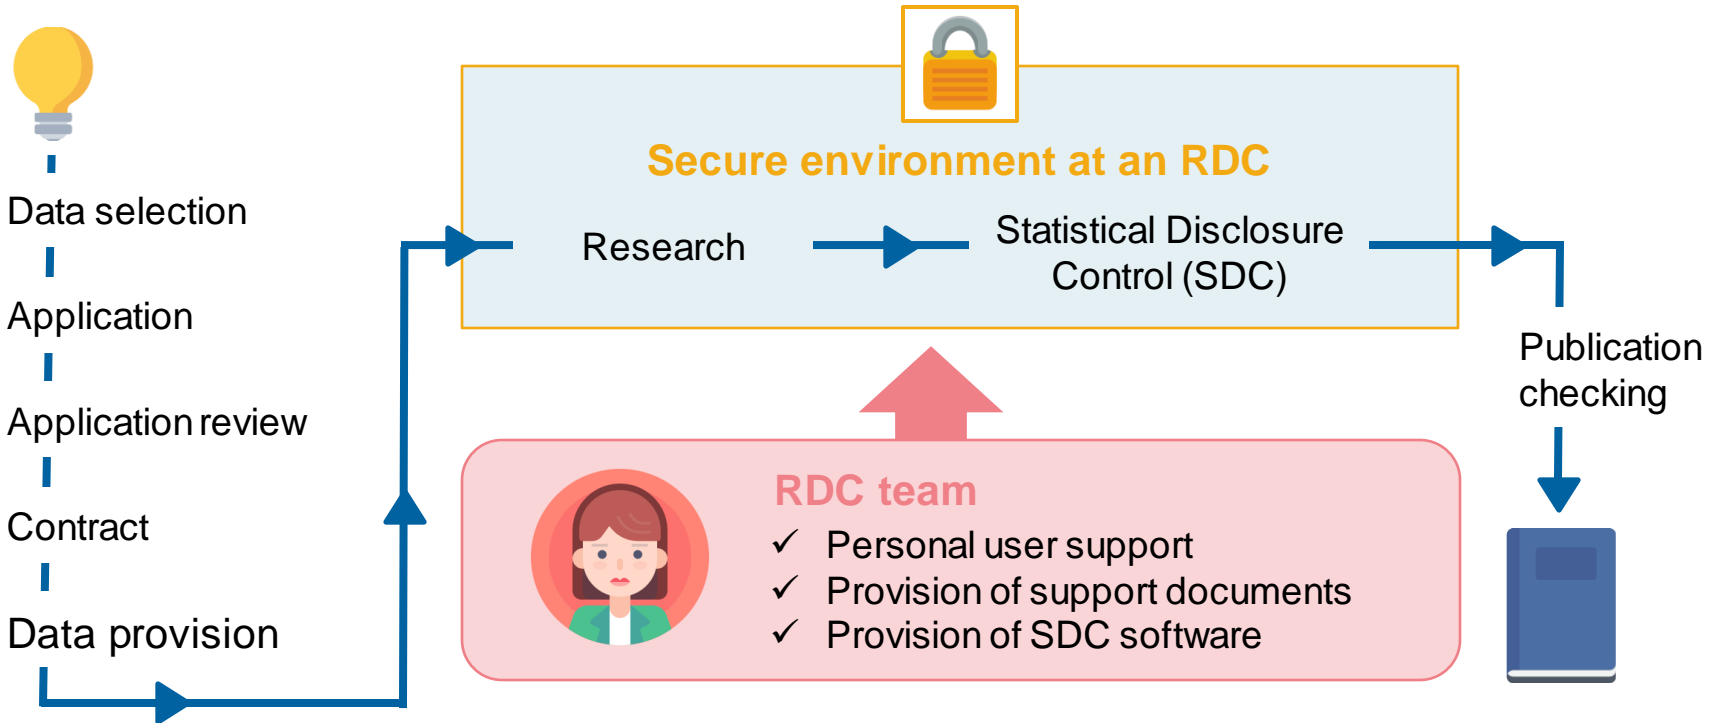 Data selection
Application
Application review
Contract
Data provision
Secure environment at an RDC
Research
Statistical Disclosure
Control (SDC)
RDC team
✓ Personal user support
✓ Provision of support documents
✓ Provision of SDC software
Publication
checking